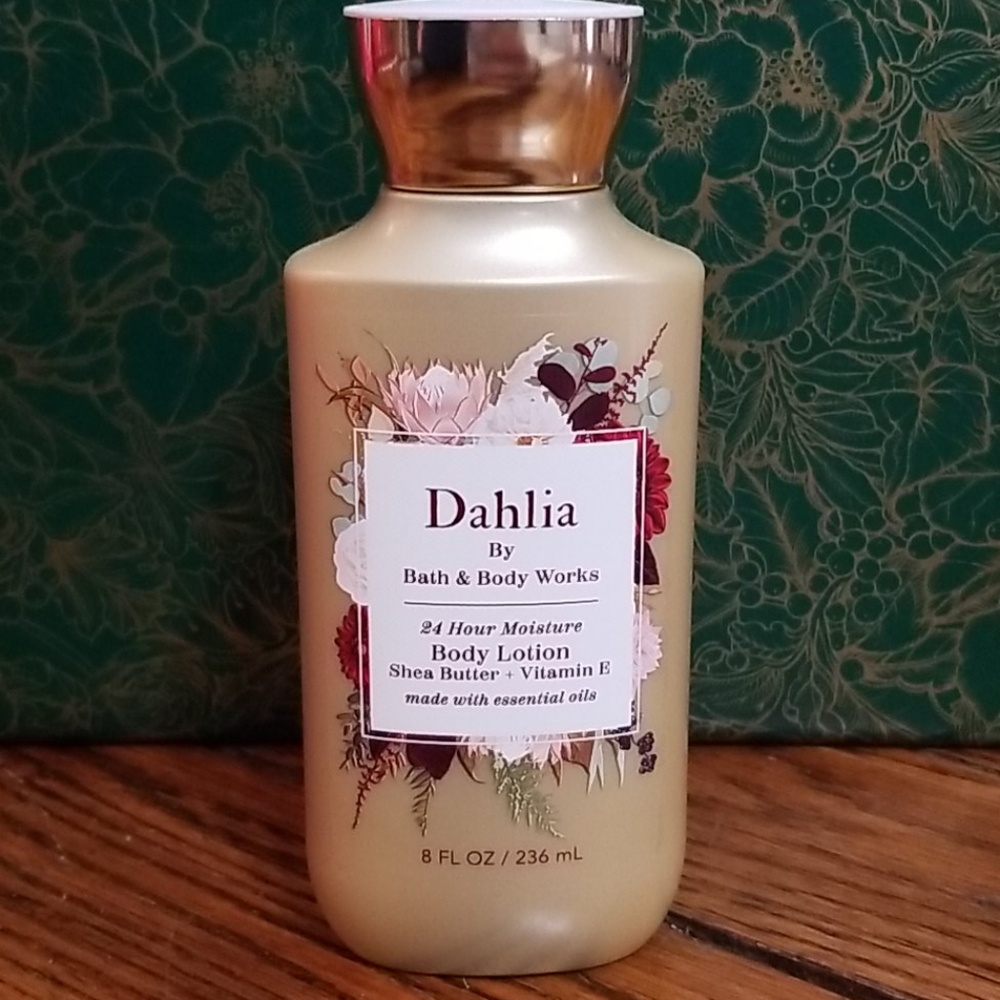 Dahlia
By
Bath & Body Works
24 Hour Moisture
Body Lotion
Shea Butter + Vitamin E
made with essential oils
8 FL OZ / 236 mL